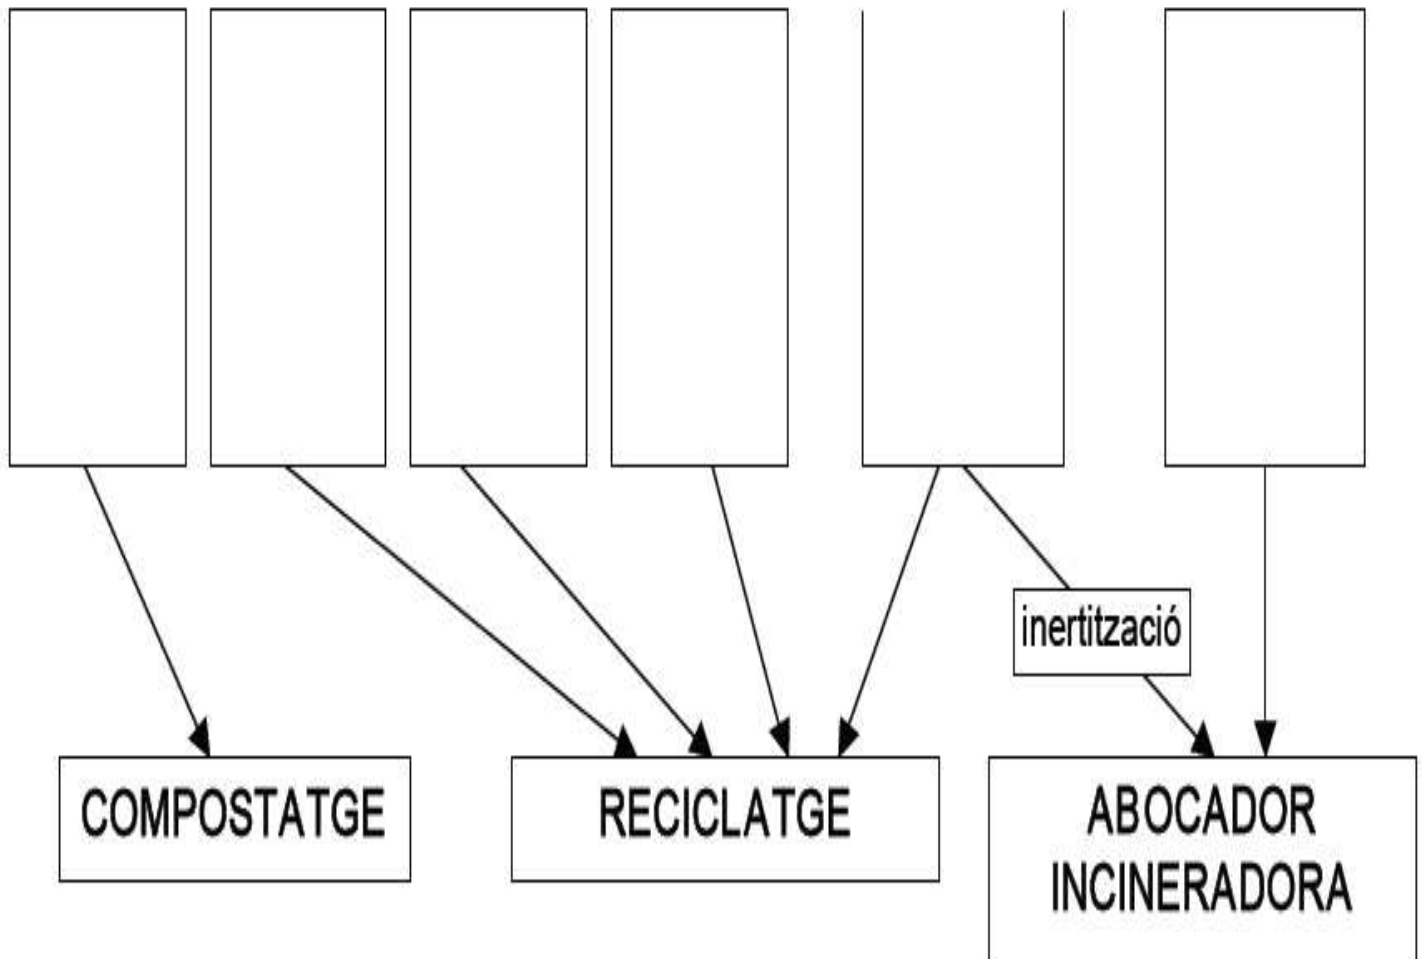 inertització
COMPOSTATGE
RECICLATGE
ABOCADOR
INCINERADORA